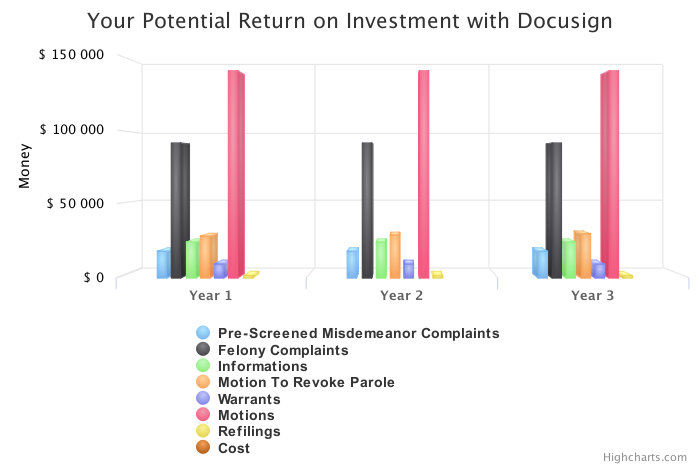 Your Potential Return on Investment with Docusign
$ 150 000
$ 100 000
$ 50 000
$ 0
Money
Year 1
Year 2
Year 3
Pre-Screened Misdemeanor Complaints
Felony Complaints
Informations
Motion To Revoke Parole
Warrants
Motions
Refilings
Cost
Highcharts.com